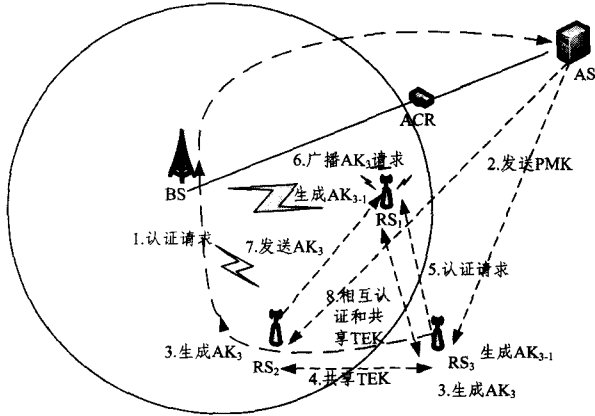 AS
ACR
6.广播AK3请求
2.发送PMK
BS
生成AK3-1
RS1
1.认证请求
7.发送AK3
5.认证请求
8.相互认
证和共
享TEK
3.生成AK3
RS2
4.共享TEK
RS3
生成AK3-1
3.生成AK3